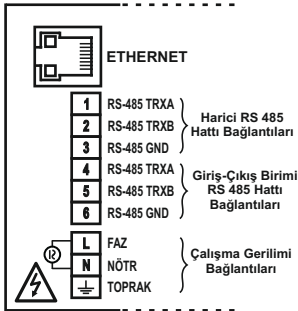 ETHERNET
1 RS-485 TRXA
2 RS-485 TRXB
3 RS-485 GND
Harici RS 485
Hattı Bağlantıları
4 RS-485 TRXA
5 RS-485 TRXB
6 RS-485 GND
Giriş-Çıkış Birimi
RS 485 Hattı
Bağlantıları
L FAZ
N NÖTR
TOPRAK
Çalışma Gerilimi
Bağlantıları